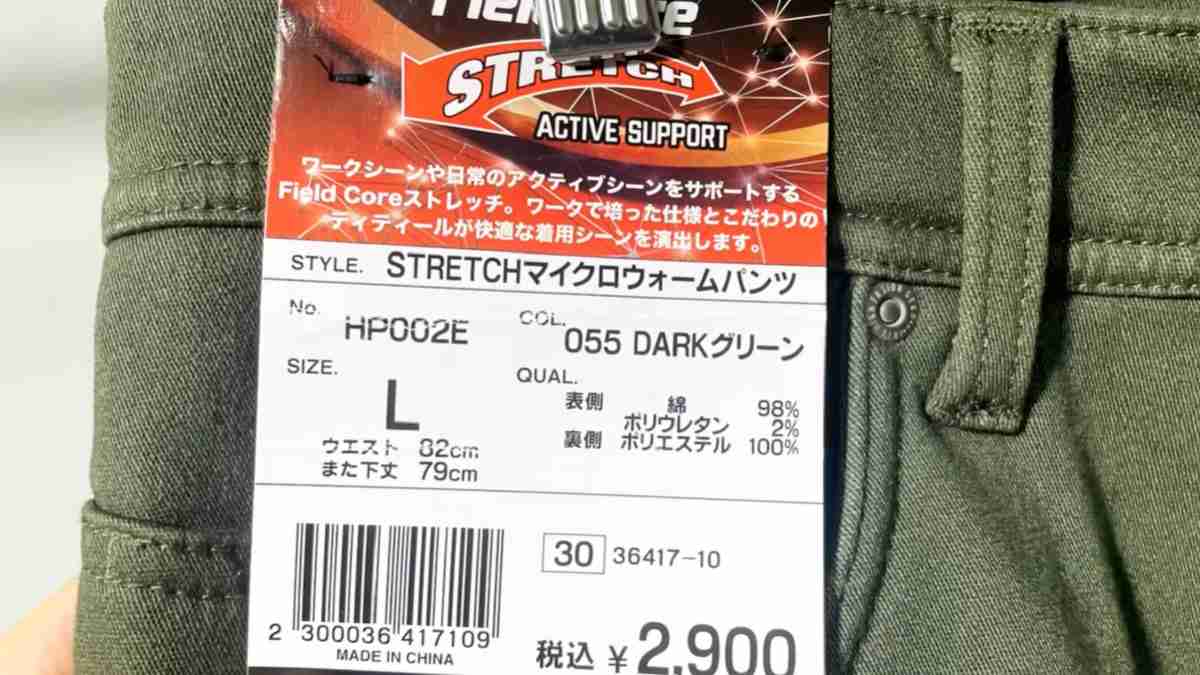 STRETCH
ACTIVE SUPPORT
ワークシーンや日常のアクティブシーンをサポートする
Field Coreストレッチ。ワークで培った仕様とこだわりの
ディティールが快適な着用シーンを演出します。
STYLE. STRETCHマイクロウォームパンツ
No. HP002E
COL. 055 DARKグリーン
SIZE. L
ウエスト 82cm
また下丈 79cm
QUAL.
表側 綿 98%
ポリウレタン 2%
裏側 ポリエステル 100%
30 36417-10
2 300036 417109
MADE IN CHINA
税込 ¥2,900